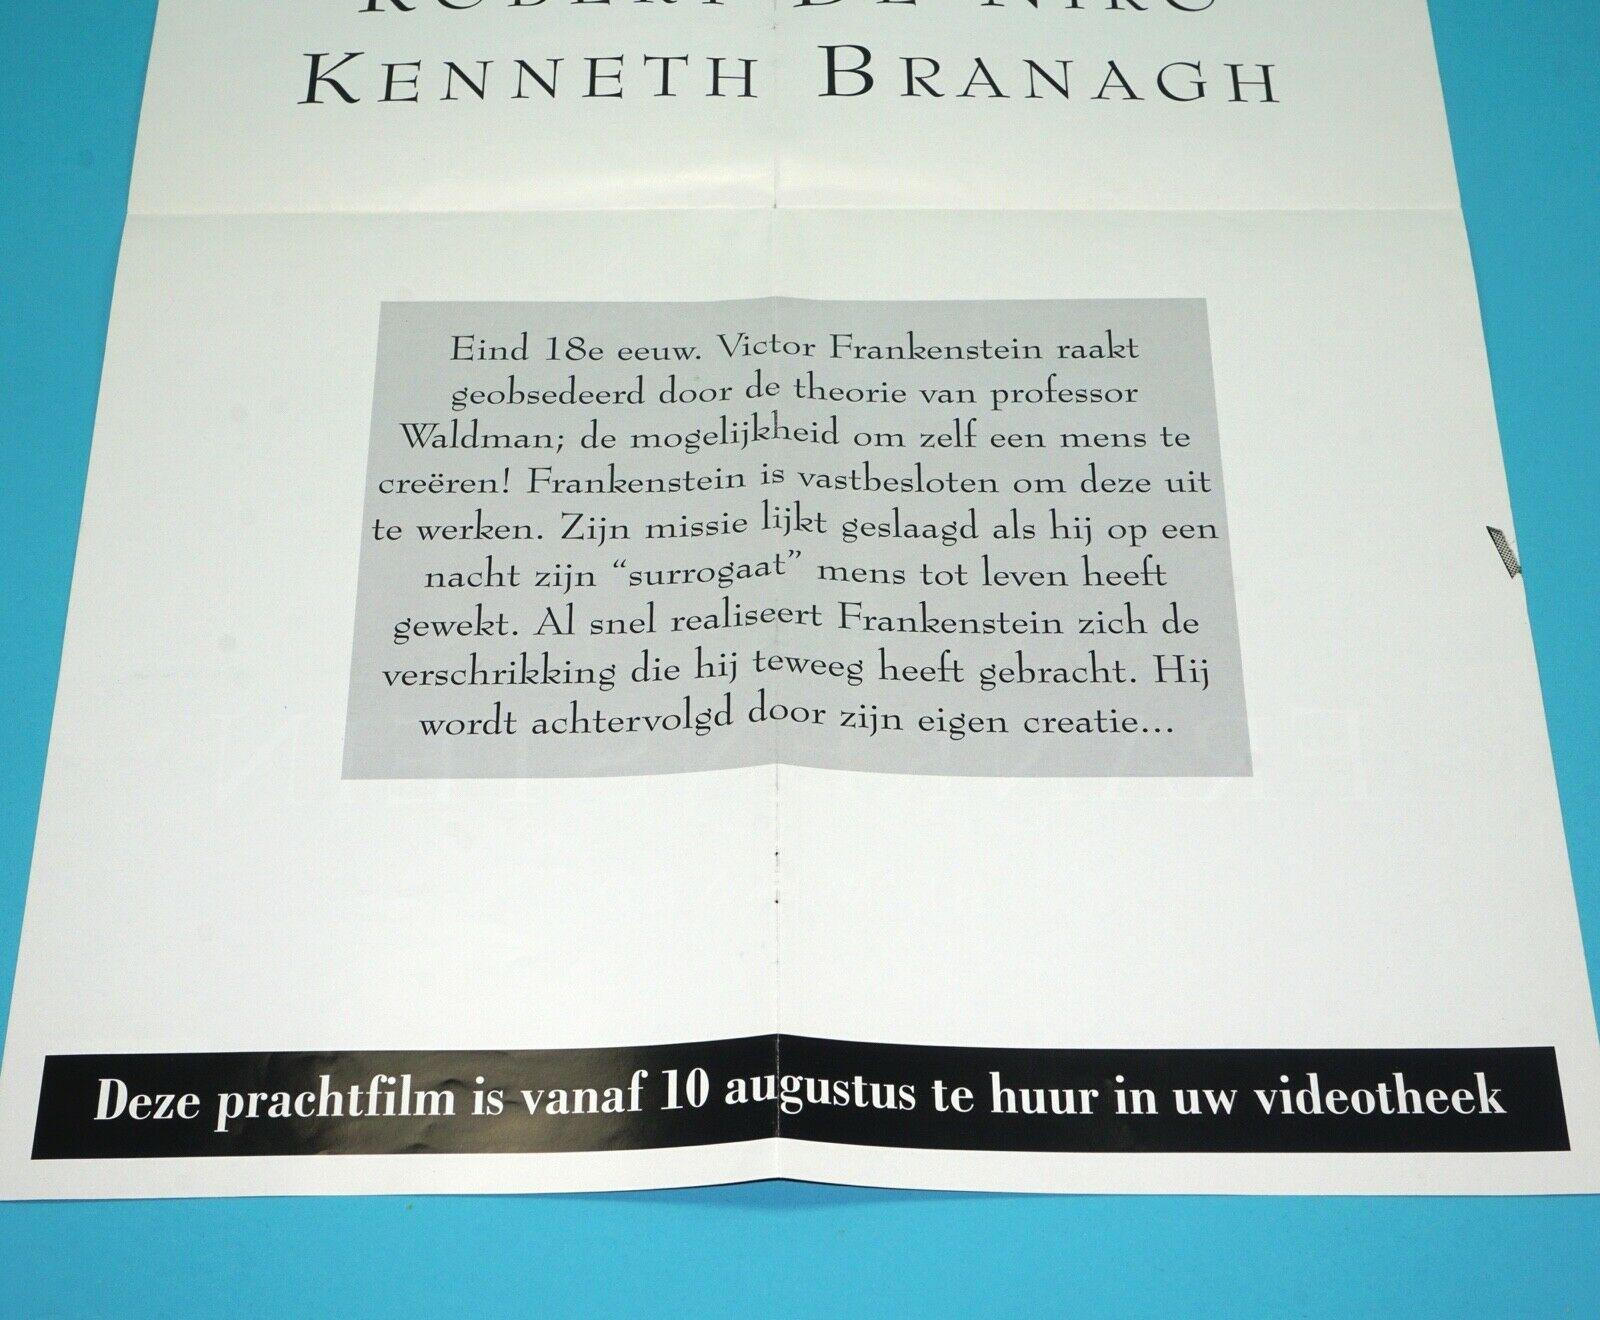 ROBERT DE NIRO
KENNETH BRANAGH
Eind 18e eeuw. Victor Frankenstein raakt
geobsedeerd door de theorie van professor
Waldman; de mogelijkheid om zelf een mens te
creëren! Frankenstein is vastbesloten om deze uit
te werken. Zijn missie lijkt geslaagd als hij op een
nacht zijn “surrogaat” mens tot leven heeft
gewekt. Al snel realiseert Frankenstein zich de
verschrikking die hij teweeg heeft gebracht. Hij
wordt achtervolgd door zijn eigen creatie...
Deze prachtfilm is vanaf 10 augustus te huur in uw videotheek